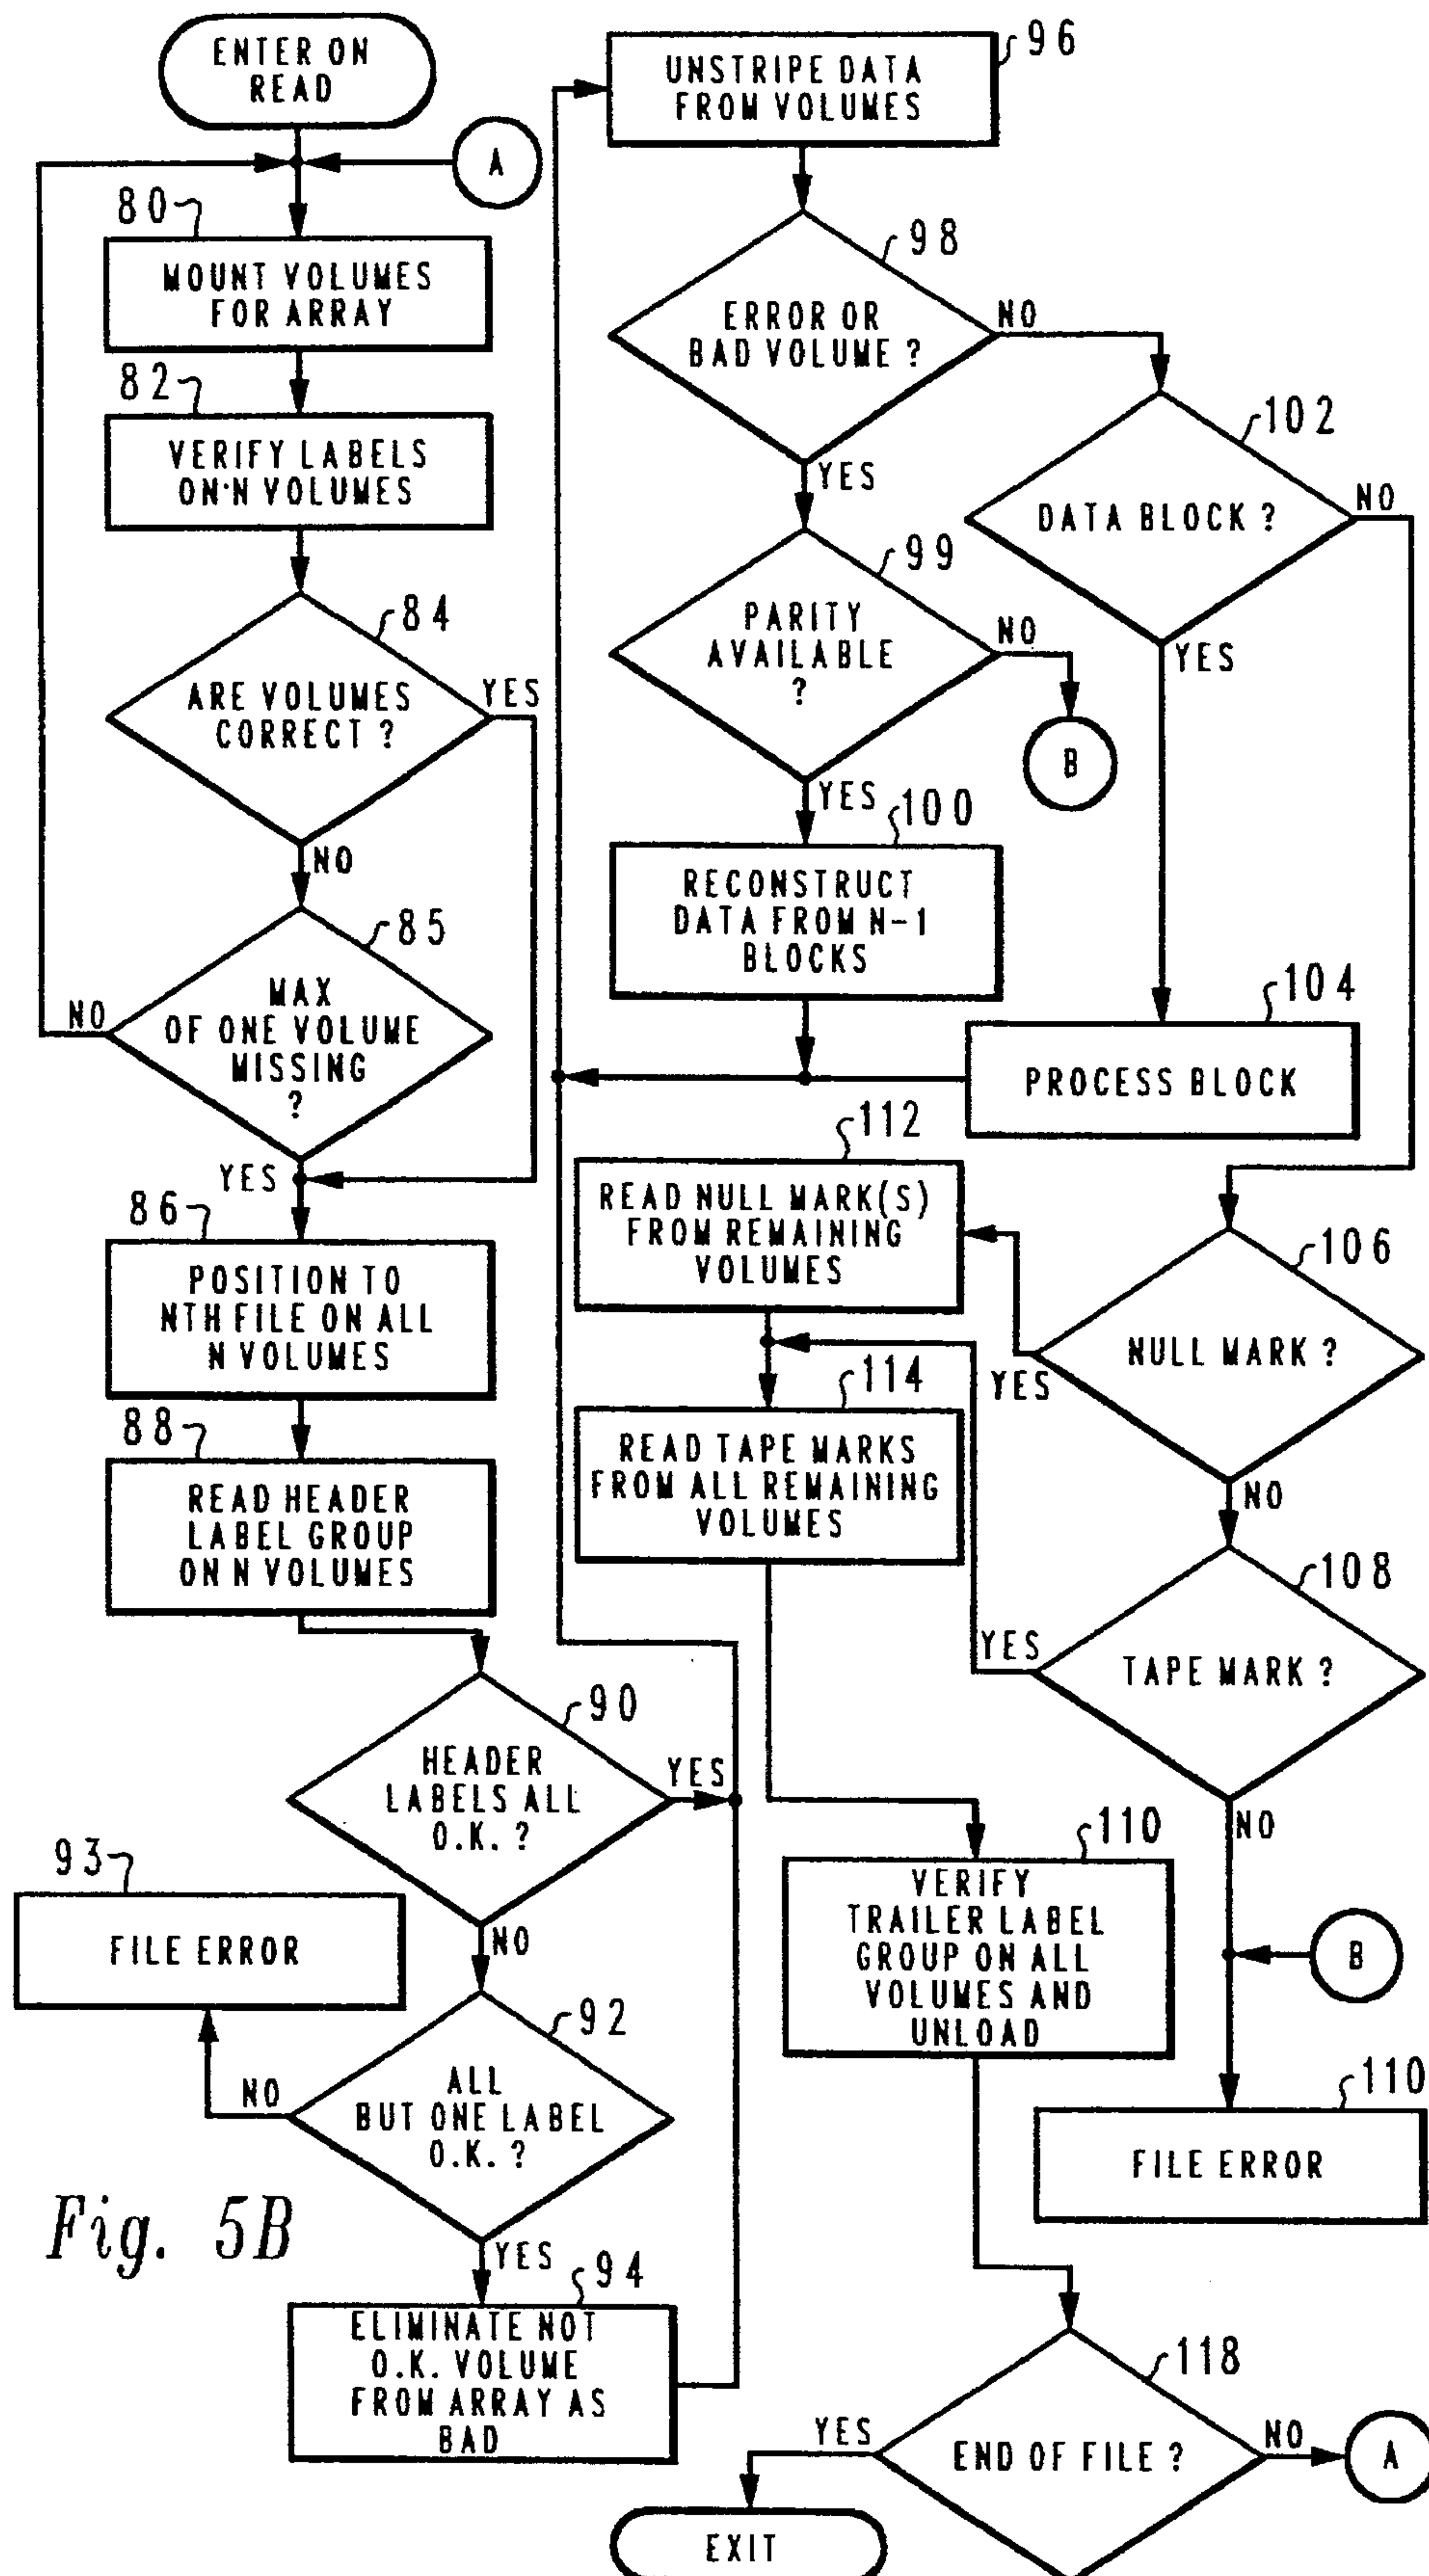 ENTER ON
READ
A
80
MOUNT VOLUMES
FOR ARRAY
82
VERIFY LABELS
ON·N VOLUMES
84
ARE VOLUMES
CORRECT ?
YES
NO
85
MAX
OF ONE VOLUME
MISSING
?
NO
YES
86
POSITION TO
NTH FILE ON ALL
N VOLUMES
88
READ HEADER
LABEL GROUP
ON N VOLUMES
90
HEADER
LABELS ALL
O.K. ?
YES
NO
93
FILE ERROR
92
ALL
BUT ONE LABEL
O.K. ?
NO
YES
94
ELIMINATE NOT
O.K. VOLUME
FROM ARRAY AS
BAD
Fig. 5B
96
UNSTRIPE DATA
FROM VOLUMES
98
ERROR OR
BAD VOLUME ?
NO
YES
99
PARITY
AVAILABLE
?
NO
B
YES
100
RECONSTRUCT
DATA FROM N-1
BLOCKS
102
DATA BLOCK ?
NO
YES
104
PROCESS BLOCK
112
READ NULL MARK(S)
FROM REMAINING
VOLUMES
106
NULL MARK ?
YES
NO
114
READ TAPE MARKS
FROM ALL REMAINING
VOLUMES
108
TAPE MARK ?
YES
NO
110
VERIFY
TRAILER LABEL
GROUP ON ALL
VOLUMES AND
UNLOAD
B
110
FILE ERROR
118
END OF FILE ?
YES
NO
A
EXIT